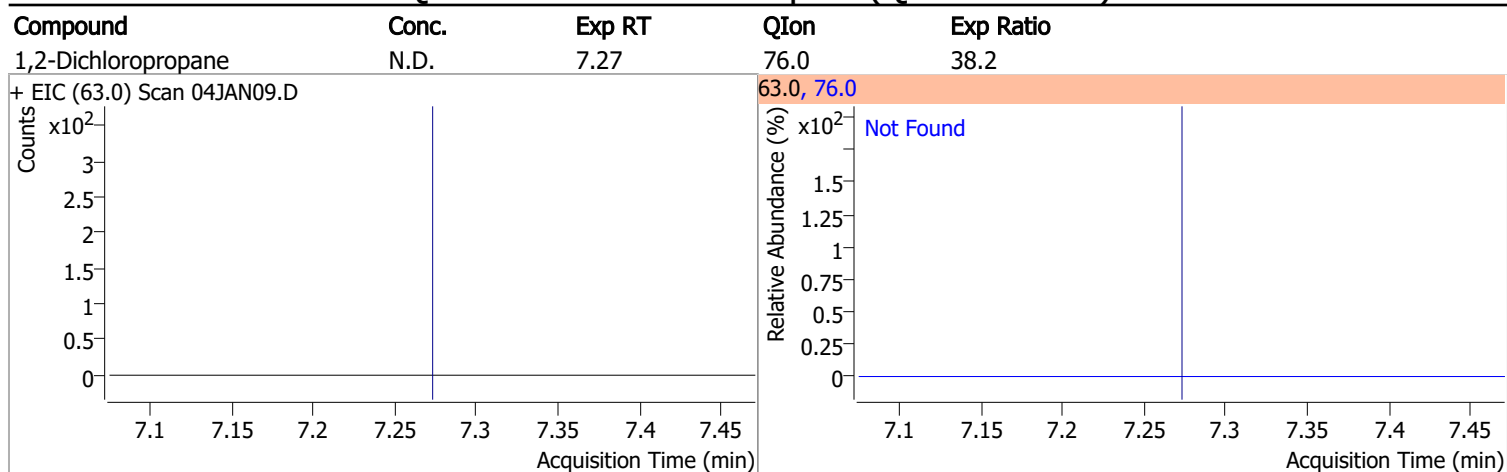 Compound Conc. Exp RT QIon Exp Ratio
1,2-Dichloropropane N.D. 7.27 76.0 38.2
+ EIC (63.0) Scan 04JAN09.D
Counts
x10²
3
2.5
2
1.5
1
0.5
0
7.1 7.15 7.2 7.25 7.3 7.35 7.4 7.45
Acquisition Time (min)
63.0, 76.0
Relative Abundance (%)
x10²
Not Found
1.5
1.25
1
0.75
0.5
0.25
0
7.1 7.15 7.2 7.25 7.3 7.35 7.4 7.45
Acquisition Time (min)